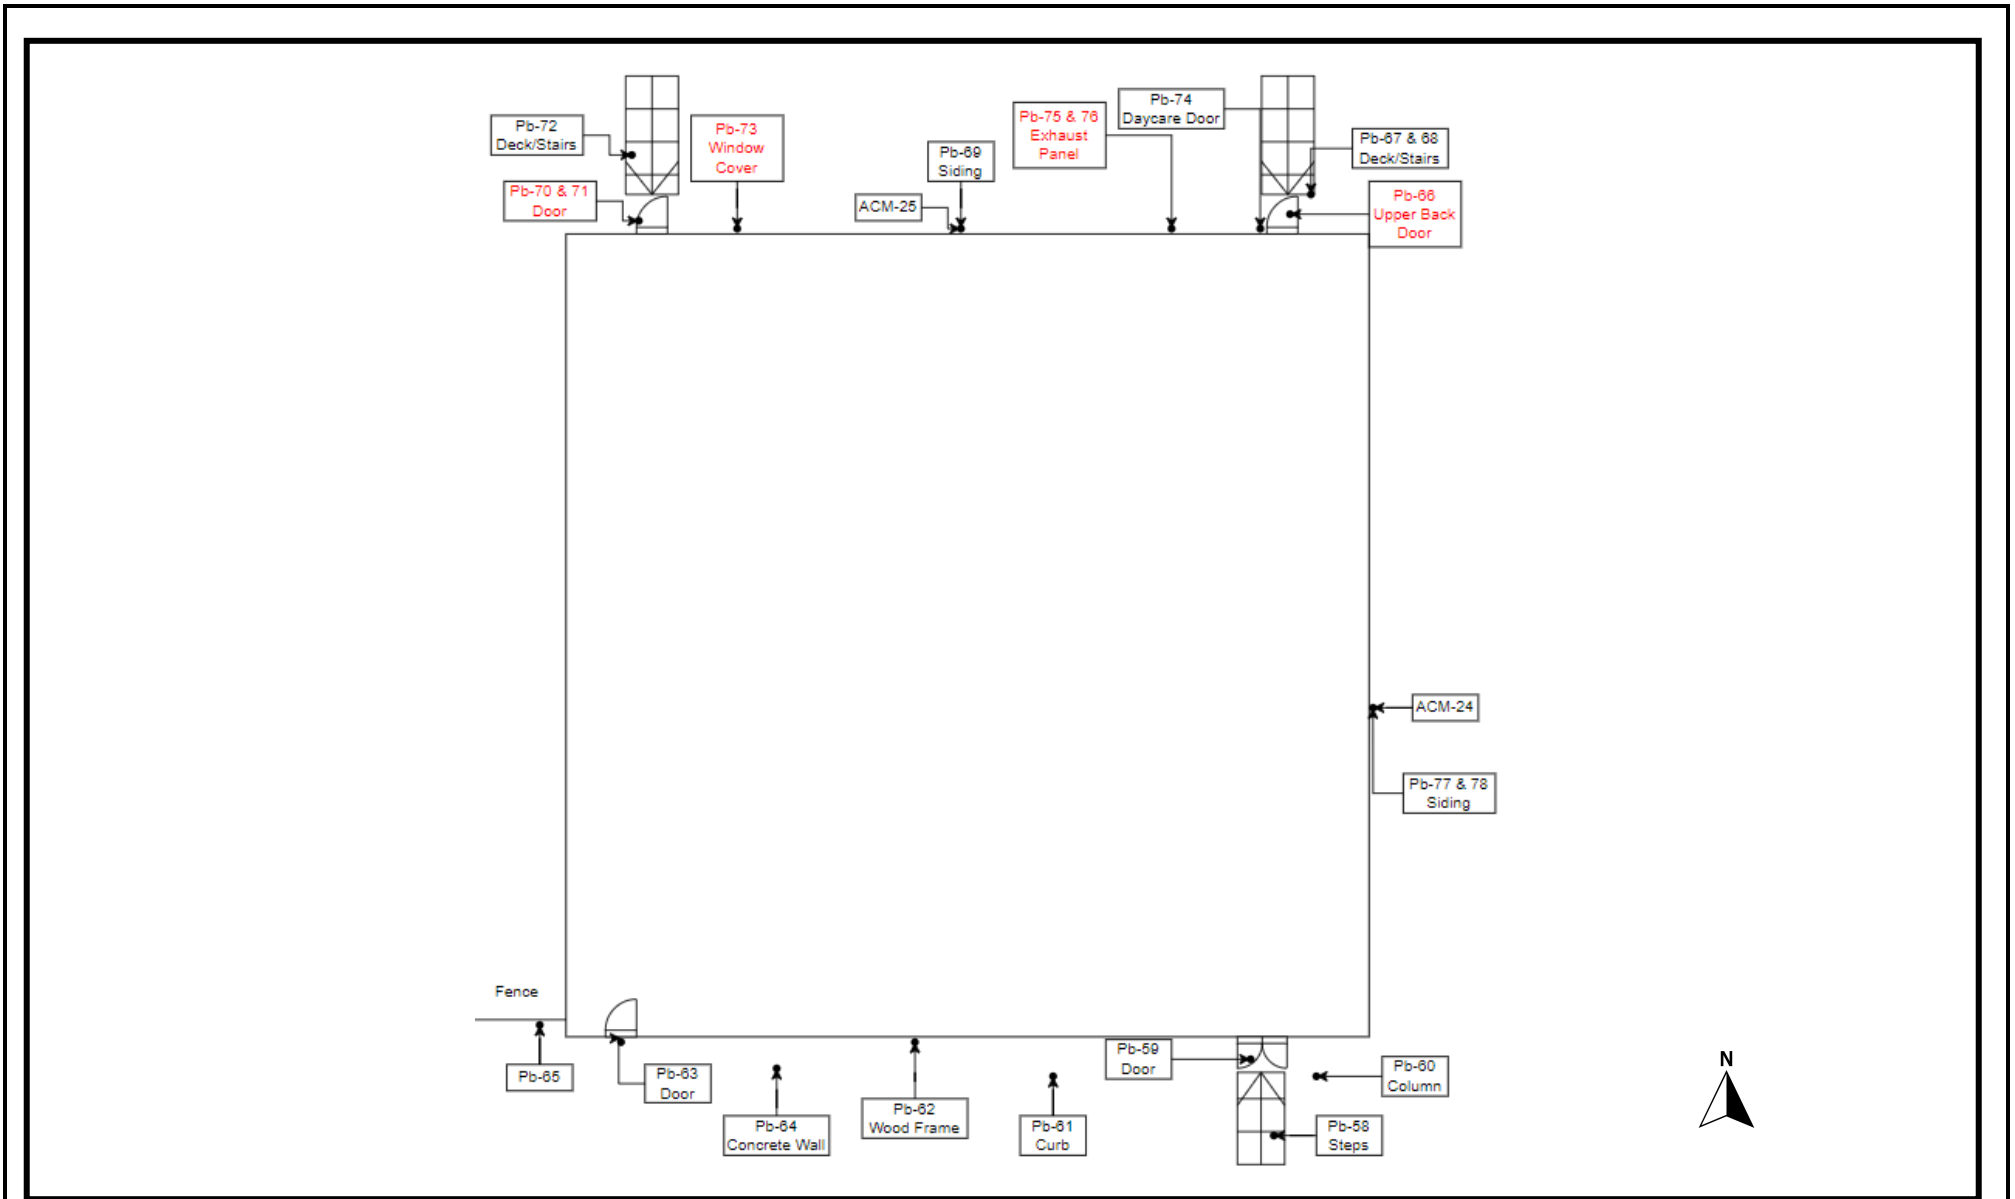 Pb-74
Daycare Door
Pb-75 & 76
Exhaust
Panel
Pb-72
Deck/Stairs
Pb-73
Window
Cover
Pb-67 & 68
Deck/Stairs
Pb-69
Siding
Pb-70 & 71
Door
Pb-66
Upper Back
Door
ACM-25
ACM-24
Pb-77 & 78
Siding
Fence
Pb-65
Pb-63
Door
Pb-64
Concrete Wall
Pb-62
Wood Frame
Pb-61
Curb
Pb-59
Door
Pb-60
Column
Pb-58
Steps
N